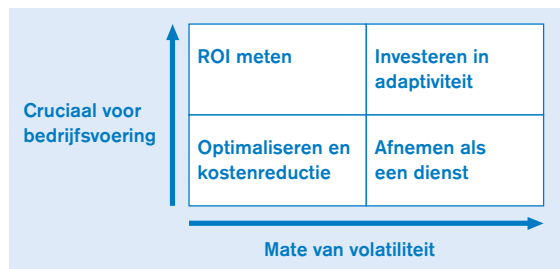 ROI meten
Investeren in
adaptiviteit
Cruciaal voor
bedrijfsvoering
Optimaliseren en
kostenreductie
Afnemen als
een dienst
Mate van volatiliteit